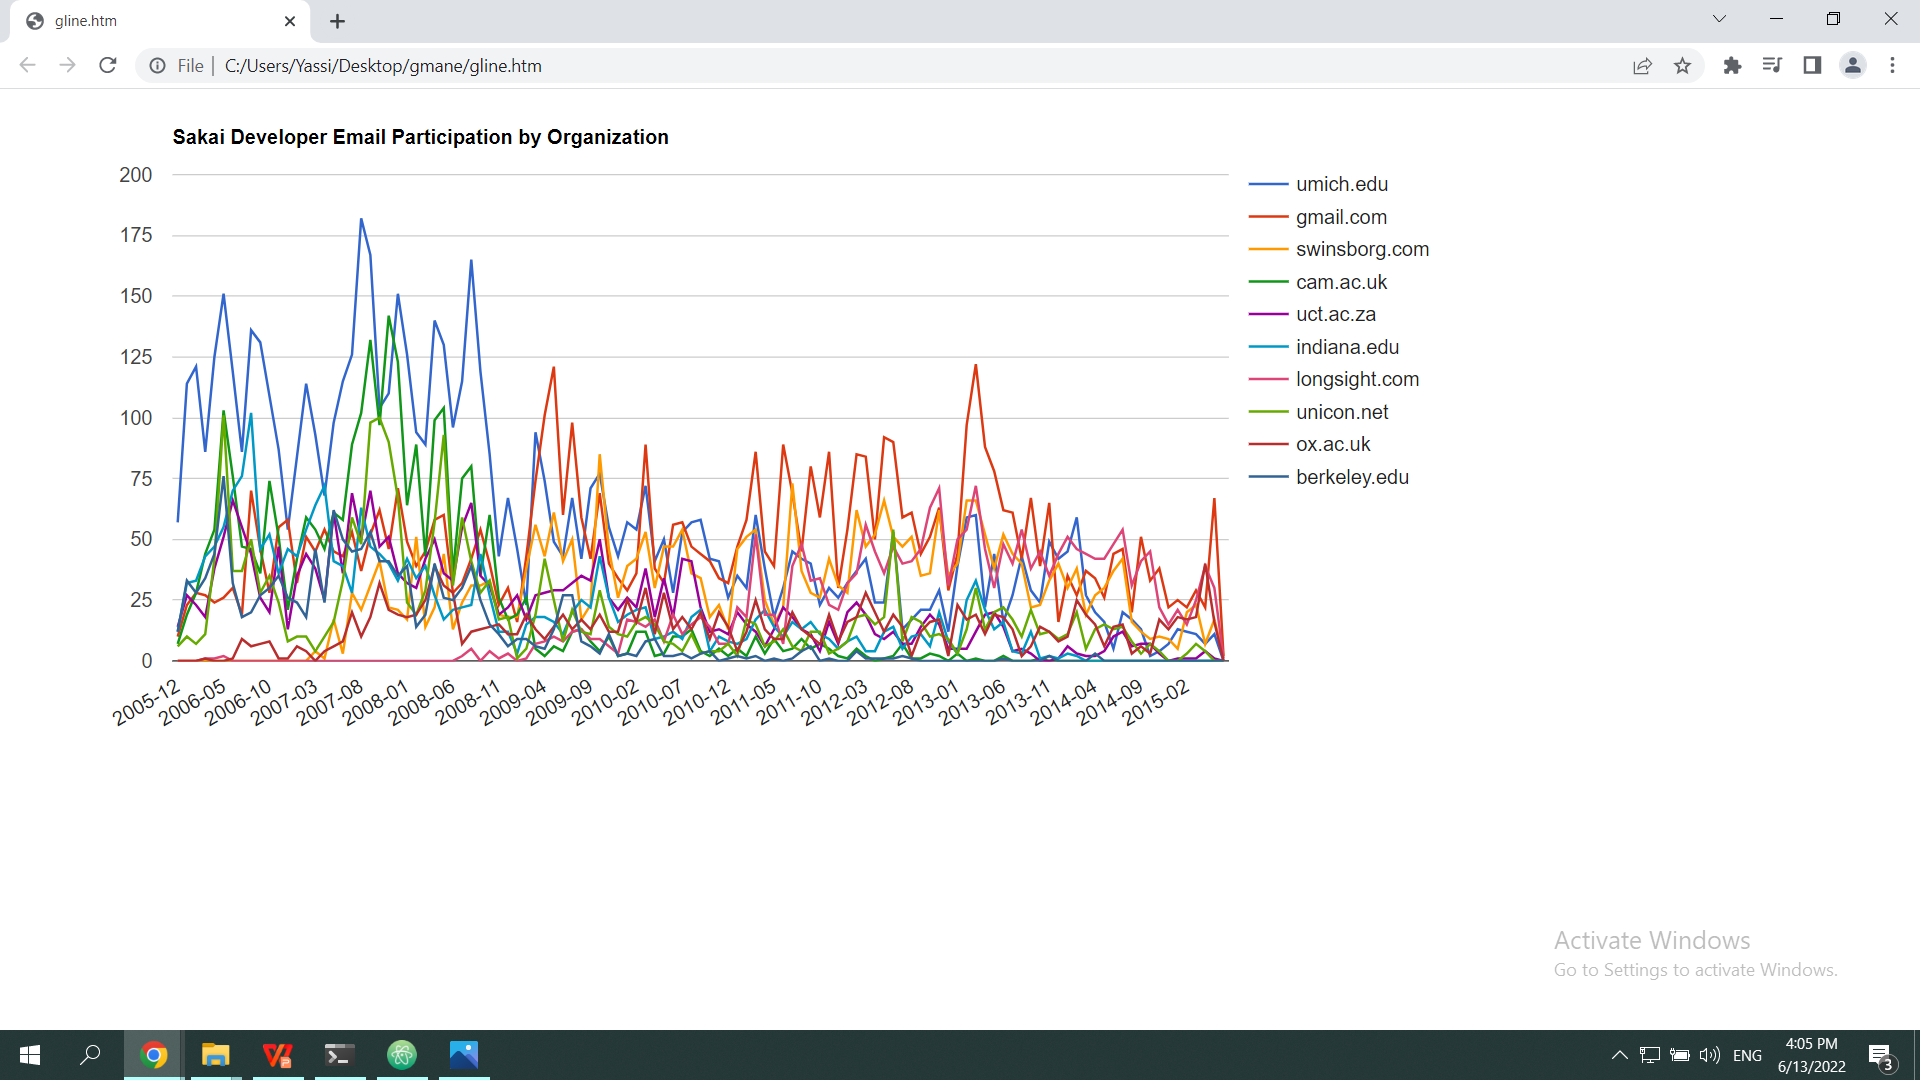 gline.htm
File | C:/Users/Yassi/Desktop/gmane/gline.htm
Sakai Developer Email Participation by Organization
200
175
150
125
100
75
50
25
0
2005-12
2006-05
2006-10
2007-03
2007-08
2008-01
2008-06
2008-11
2009-04
2009-09
2010-02
2010-07
2010-12
2011-05
2011-10
2012-03
2012-08
2013-01
2013-06
2013-11
2014-04
2014-09
2015-02
umich.edu
gmail.com
swinsborg.com
cam.ac.uk
uct.ac.za
indiana.edu
longsight.com
unicon.net
ox.ac.uk
berkeley.edu
Activate Windows
Go to Settings to activate Windows.
ENG
4:05 PM
6/13/2022
3